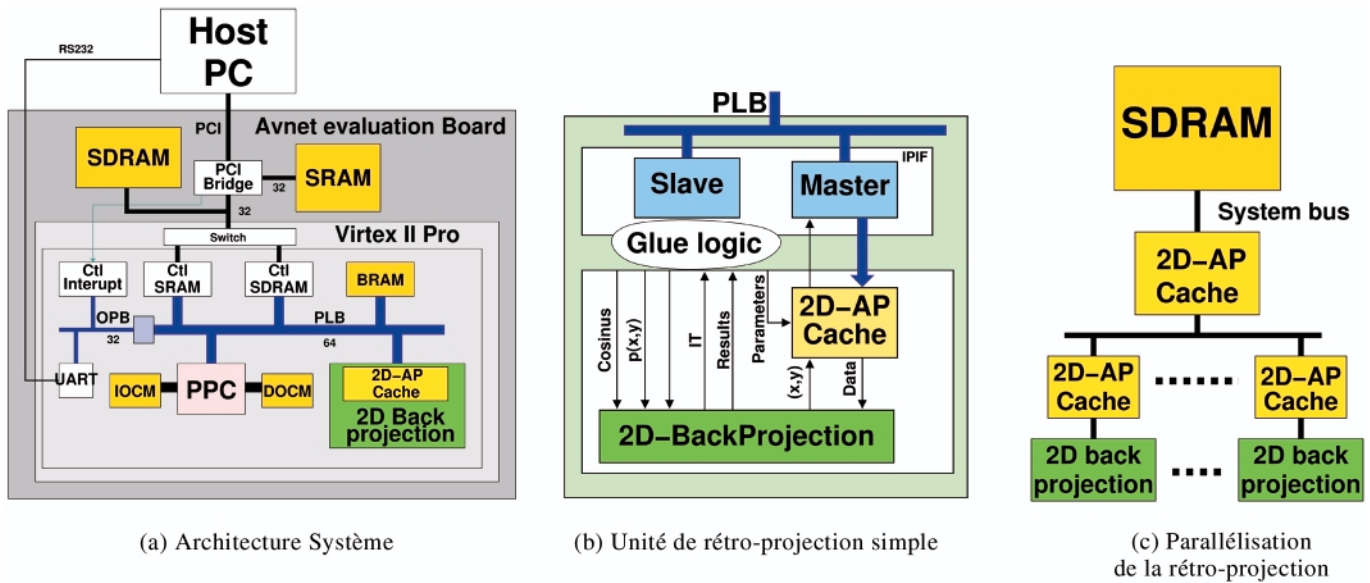 Host
PC
RS232
PCI
Avnet evaluation Board
SDRAM
PCI
Bridge
32
SRAM
32
Switch
Virtex II Pro
Ctl
Interupt
Ctl
SRAM
Ctl
SDRAM
BRAM
OPB
32
PLB
64
UART
IOCM
PPC
DOCM
2D-AP
Cache
2D Back
projection
(a) Architecture Système
PLB
IPIF
Slave
Master
Glue logic
Cosinus
p(x,y)
IT
Results
Parameters
2D-AP
Cache
(x,y)
Data
2D-BackProjection
(b) Unité de rétro-projection simple
SDRAM
System bus
2D-AP
Cache
2D-AP
Cache
2D-AP
Cache
2D back
projection
2D back
projection
(c) Parallélisation
de la rétro-projection